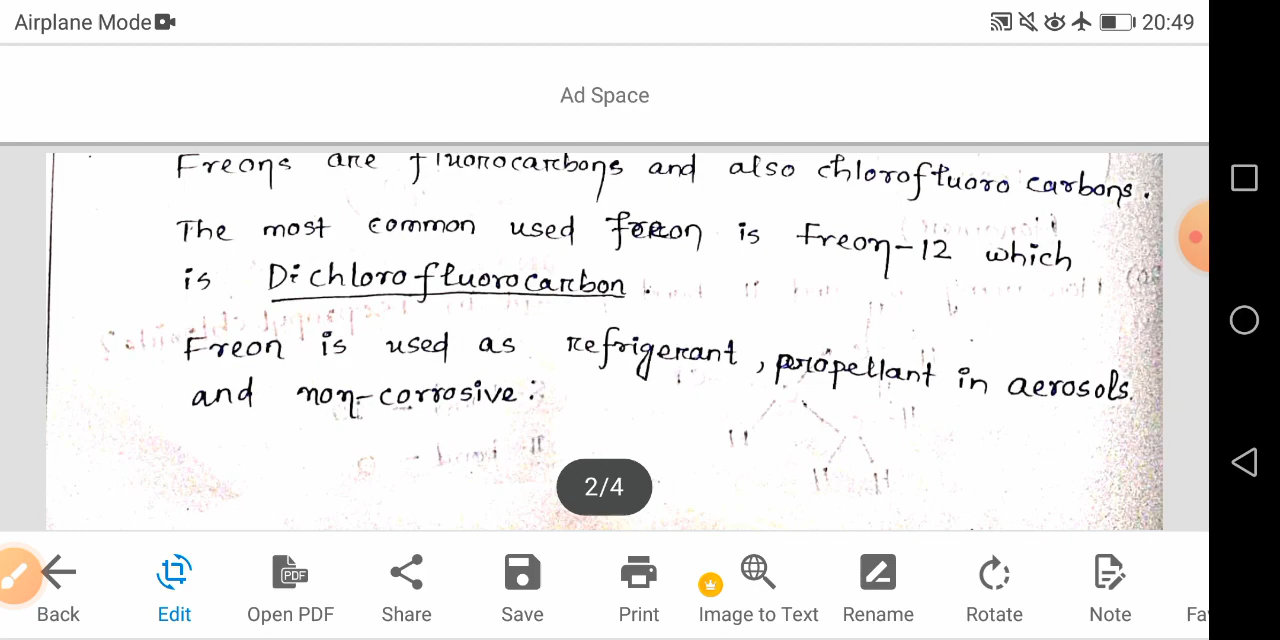 Airplane Mode
20:49
Ad Space
Freons are fluorocarbons and also chlorofluoro carbons.
The most common used freon is Freon-12 which
is Dichlorofluorocarbon.
Freon is used as refrigerant, propellant in aerosols.
and non-corrosive.
2/4
PDF
Back Edit Open PDF Share Save Print Image to Text Rename Rotate Note Fa